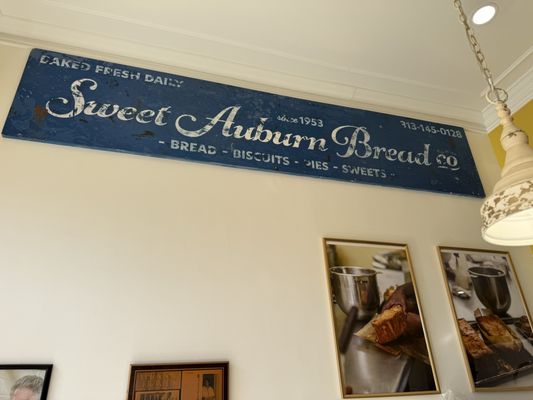 BAKED FRESH DAILY
Sweet Auburn Bread Co
since 1953
313-145-0128
- BREAD - BISCUITS - PIES - SWEETS -